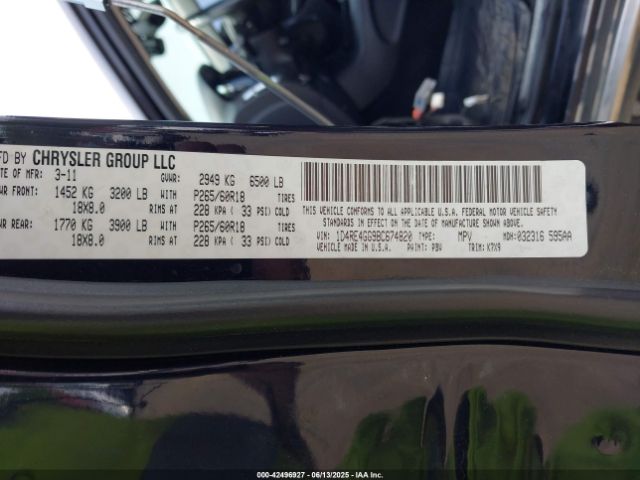 FD BY CHRYSLER GROUP LLC
TE OF MFR: 3-11 GVWR: 2949 KG 6500 LB
WR FRONT: 1452 KG 3200 LB WITH P265/60R18 TIRES
18X8.0 RIMS AT 228 KPA ( 33 PSI) COLD
WR REAR: 1770 KG 3900 LB WITH P265/60R18 TIRES
18X8.0 RIMS AT 228 KPA ( 33 PSI) COLD
THIS VEHICLE CONFORMS TO ALL APPLICABLE U.S.A. FEDERAL MOTOR VEHICLE SAFETY
STANDARDS IN EFFECT ON THE DATE OF MANUFACTURE SHOWN ABOVE.
VIN: 1D4RE4GG9BC674820 TYPE: MPV MDH: 032316 595AA
VEHICLE MADE IN U.S.A. PAINT: PBV TRIM: K7X9
000-42496927 - 06/13/2025 - IAA Inc.